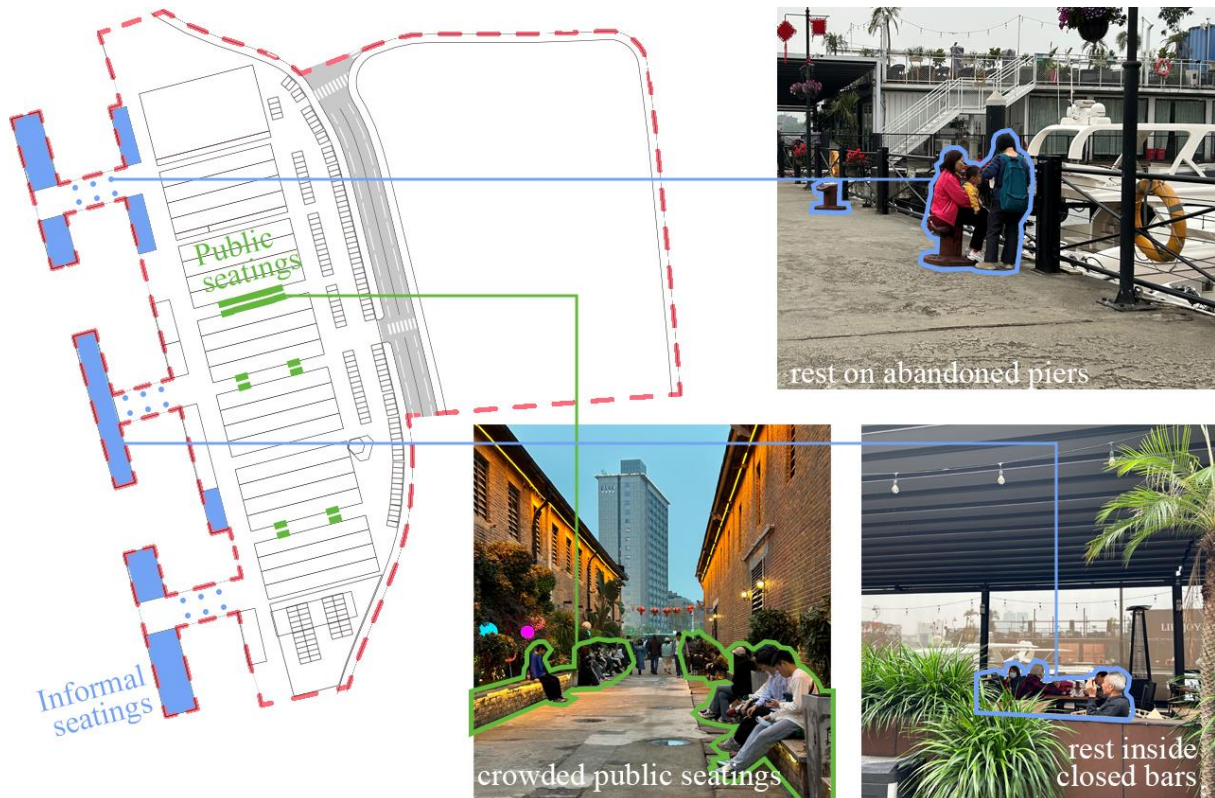 Public
seatings
Informal
seatings
rest on abandoned piers
crowded public seatings
rest inside
closed bars